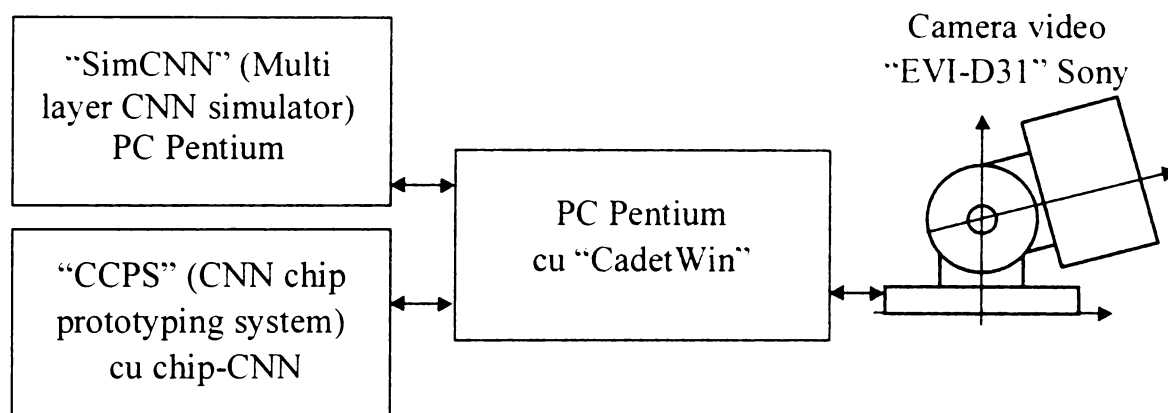 “SimCNN” (Multi
layer CNN simulator)
PC Pentium
“CCPS” (CNN chip
prototyping system)
cu chip-CNN
PC Pentium
cu “CadetWin”
Camera video
“EVI-D31” Sony